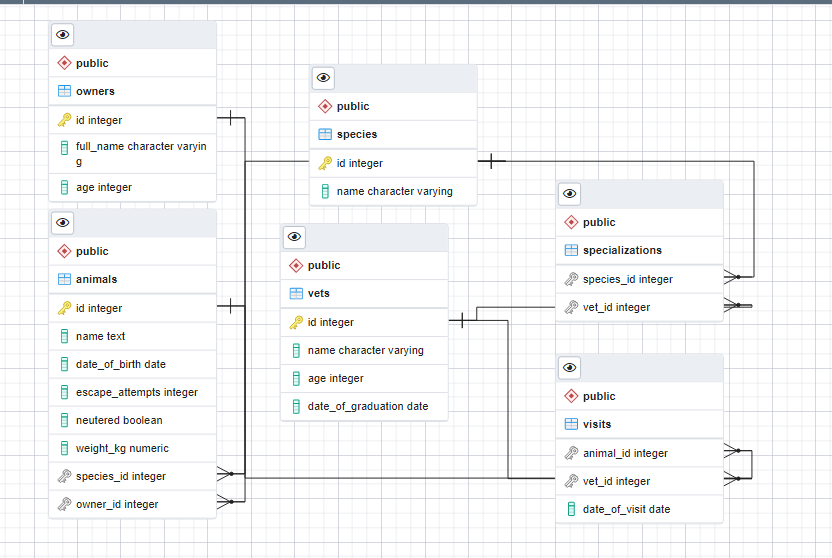 public
owners
id integer
full_name character varyin
g
age integer
public
animals
id integer
name text
date_of_birth date
escape_attempts integer
neutered boolean
weight_kg numeric
species_id integer
owner_id integer
public
species
id integer
name character varying
public
vets
id integer
name character varying
age integer
date_of_graduation date
public
specializations
species_id integer
vet_id integer
public
visits
animal_id integer
vet_id integer
date_of_visit date